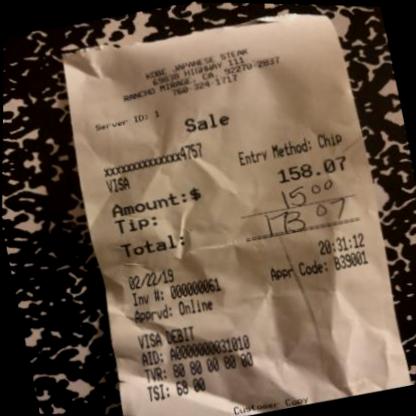 KOBE JAPANESE STEAK
69838 HIGHWAY 111
RANCHO MIRAGE, CA, 92270-2837
760-324-1717
Server ID: 1
Sale
xxxxxxxxxxxx4757
VISA Entry Method: Chip
Amount:$ 158.07
Tip: 15 00
Total: 173 07
02/22/19 20:31:12
Inv #: 000000061 Appr Code: 839001
Apprvd: Online
VISA DEBIT
AID: A0000000031010
TVR: 80 80 00 80 00
TSI: 68 00
Customer Copy